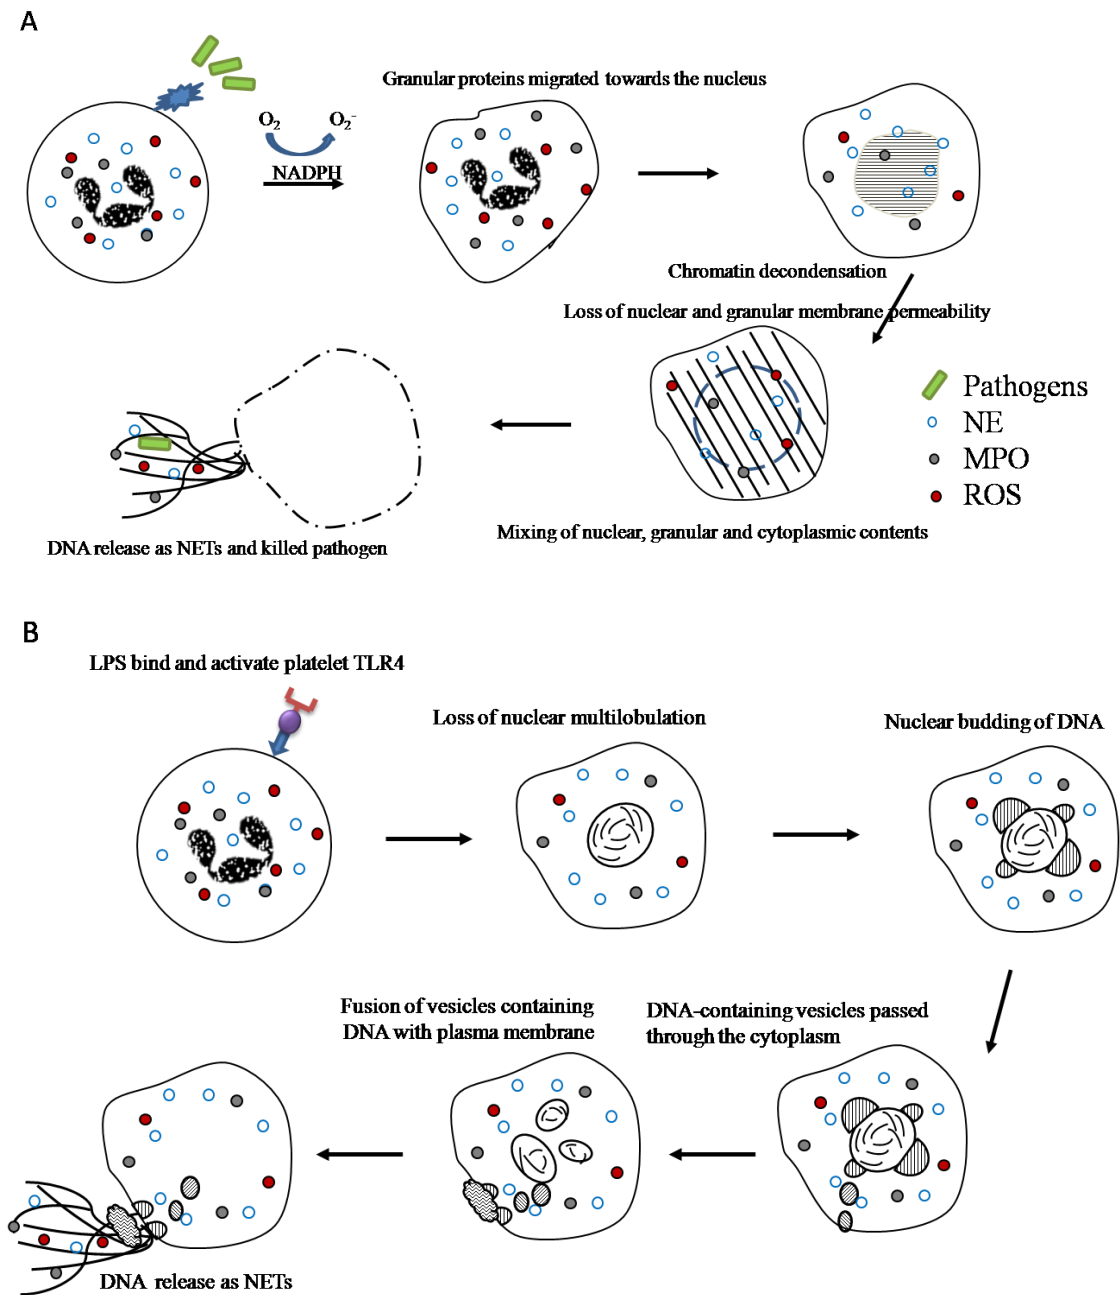 A
Granular proteins migrated towards the nucleus
O₂ O₂⁻
NADPH
Chromatin decondensation
Loss of nuclear and granular membrane permeability
Pathogens
NE
MPO
ROS
Mixing of nuclear, granular and cytoplasmic contents
DNA release as NETs and killed pathogen
B
LPS bind and activate platelet TLR4
Loss of nuclear multilobulation
Nuclear budding of DNA
Fusion of vesicles containing
DNA with plasma membrane
DNA-containing vesicles passed
through the cytoplasm
DNA release as NETs